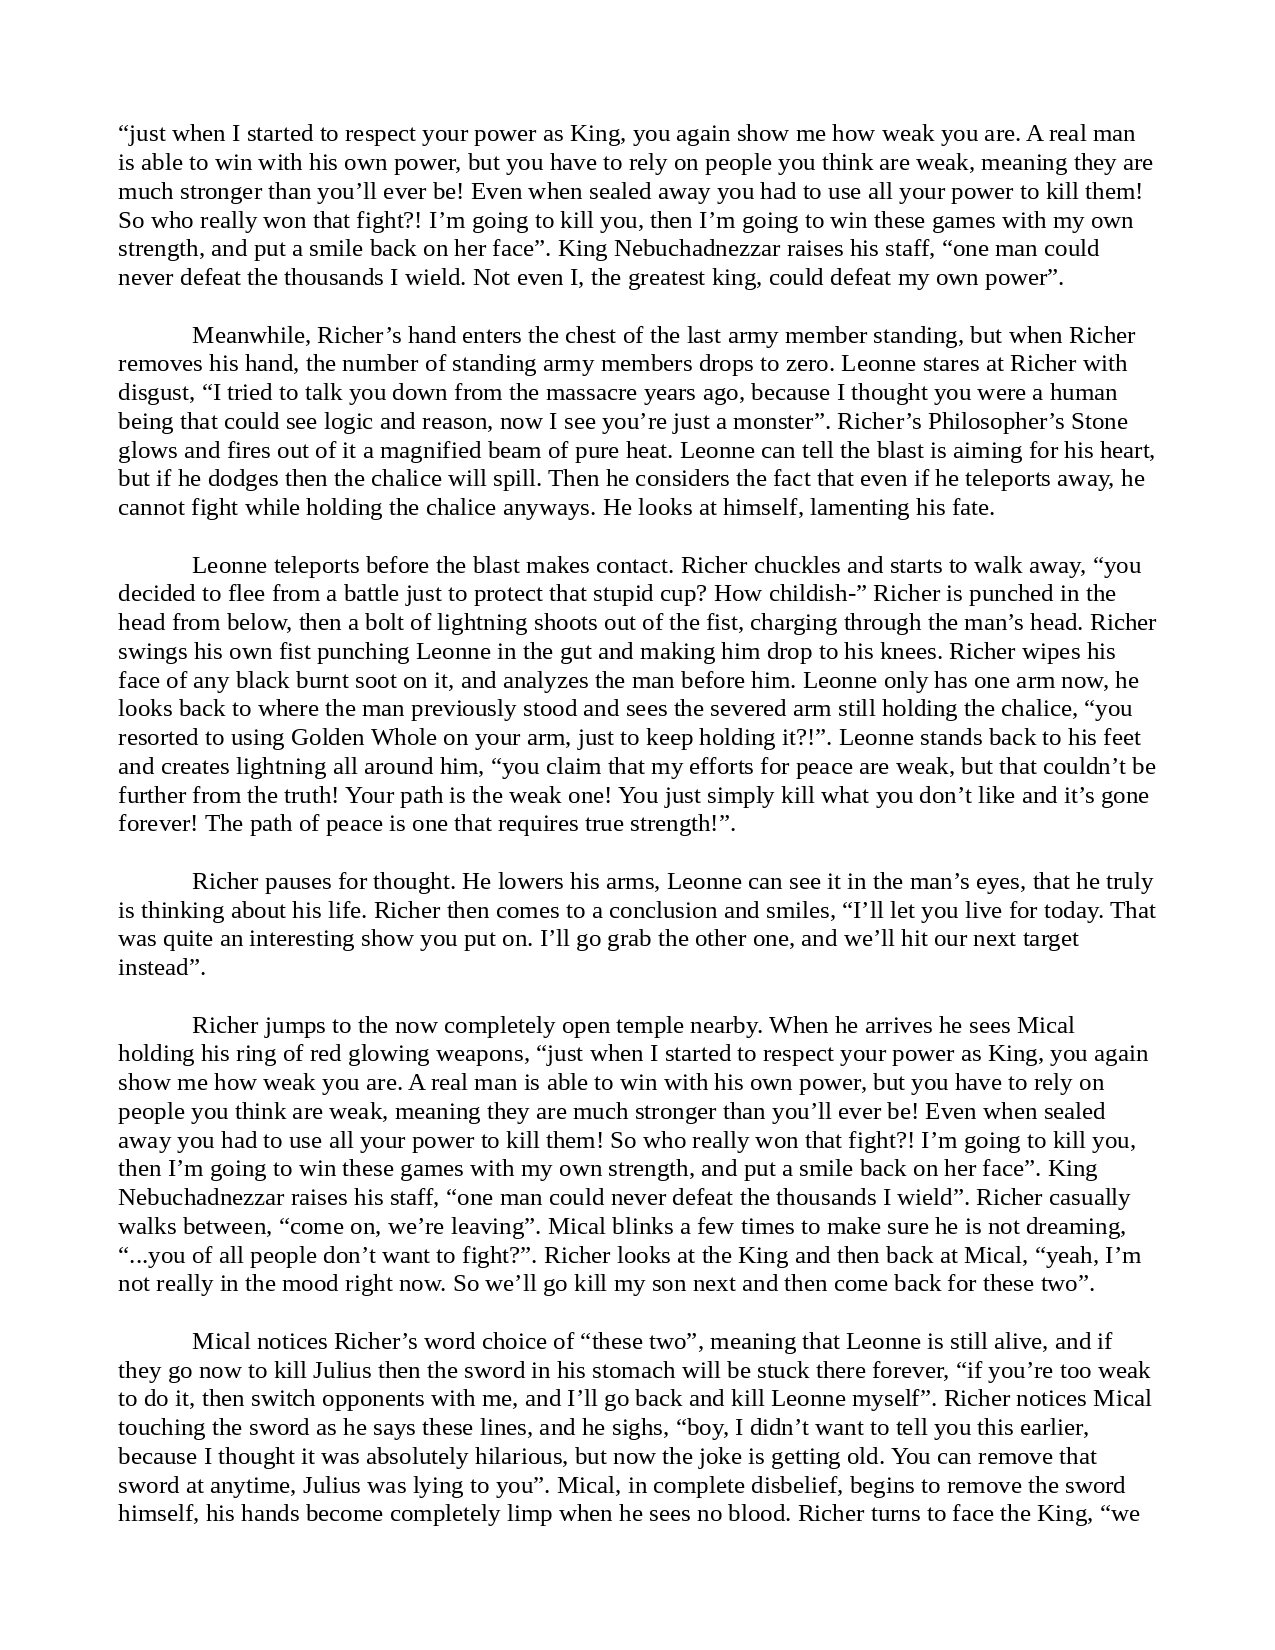 “just when I started to respect your power as King, you again show me how weak you are. A real man
is able to win with his own power, but you have to rely on people you think are weak, meaning they are
much stronger than you’ll ever be! Even when sealed away you had to use all your power to kill them!
So who really won that fight?! I’m going to kill you, then I’m going to win these games with my own
strength, and put a smile back on her face”. King Nebuchadnezzar raises his staff, “one man could
never defeat the thousands I wield. Not even I, the greatest king, could defeat my own power”.
Meanwhile, Richer’s hand enters the chest of the last army member standing, but when Richer
removes his hand, the number of standing army members drops to zero. Leonne stares at Richer with
disgust, “I tried to talk you down from the massacre years ago, because I thought you were a human
being that could see logic and reason, now I see you’re just a monster”. Richer’s Philosopher’s Stone
glows and fires out of it a magnified beam of pure heat. Leonne can tell the blast is aiming for his heart,
but if he dodges then the chalice will spill. Then he considers the fact that even if he teleports away, he
cannot fight while holding the chalice anyways. He looks at himself, lamenting his fate.
Leonne teleports before the blast makes contact. Richer chuckles and starts to walk away, “you
decided to flee from a battle just to protect that stupid cup? How childish-” Richer is punched in the
head from below, then a bolt of lightning shoots out of the fist, charging through the man’s head. Richer
swings his own fist punching Leonne in the gut and making him drop to his knees. Richer wipes his
face of any black burnt soot on it, and analyzes the man before him. Leonne only has one arm now, he
looks back to where the man previously stood and sees the severed arm still holding the chalice, “you
resorted to using Golden Whole on your arm, just to keep holding it?!”. Leonne stands back to his feet
and creates lightning all around him, “you claim that my efforts for peace are weak, but that couldn’t be
further from the truth! Your path is the weak one! You just simply kill what you don’t like and it’s gone
forever! The path of peace is one that requires true strength!”.
Richer pauses for thought. He lowers his arms, Leonne can see it in the man’s eyes, that he truly
is thinking about his life. Richer then comes to a conclusion and smiles, “I’ll let you live for today. That
was quite an interesting show you put on. I’ll go grab the other one, and we’ll hit our next target
instead”.
Richer jumps to the now completely open temple nearby. When he arrives he sees Mical
holding his ring of red glowing weapons, “just when I started to respect your power as King, you again
show me how weak you are. A real man is able to win with his own power, but you have to rely on
people you think are weak, meaning they are much stronger than you’ll ever be! Even when sealed
away you had to use all your power to kill them! So who really won that fight?! I’m going to kill you,
then I’m going to win these games with my own strength, and put a smile back on her face”. King
Nebuchadnezzar raises his staff, “one man could never defeat the thousands I wield”. Richer casually
walks between, “come on, we’re leaving”. Mical blinks a few times to make sure he is not dreaming,
“...you of all people don’t want to fight?”. Richer looks at the King and then back at Mical, “yeah, I’m
not really in the mood right now. So we’ll go kill my son next and then come back for these two”.
Mical notices Richer’s word choice of “these two”, meaning that Leonne is still alive, and if
they go now to kill Julius then the sword in his stomach will be stuck there forever, “if you’re too weak
to do it, then switch opponents with me, and I’ll go back and kill Leonne myself”. Richer notices Mical
touching the sword as he says these lines, and he sighs, “boy, I didn’t want to tell you this earlier,
because I thought it was absolutely hilarious, but now the joke is getting old. You can remove that
sword at anytime, Julius was lying to you”. Mical, in complete disbelief, begins to remove the sword
himself, his hands become completely limp when he sees no blood. Richer turns to face the King, “we